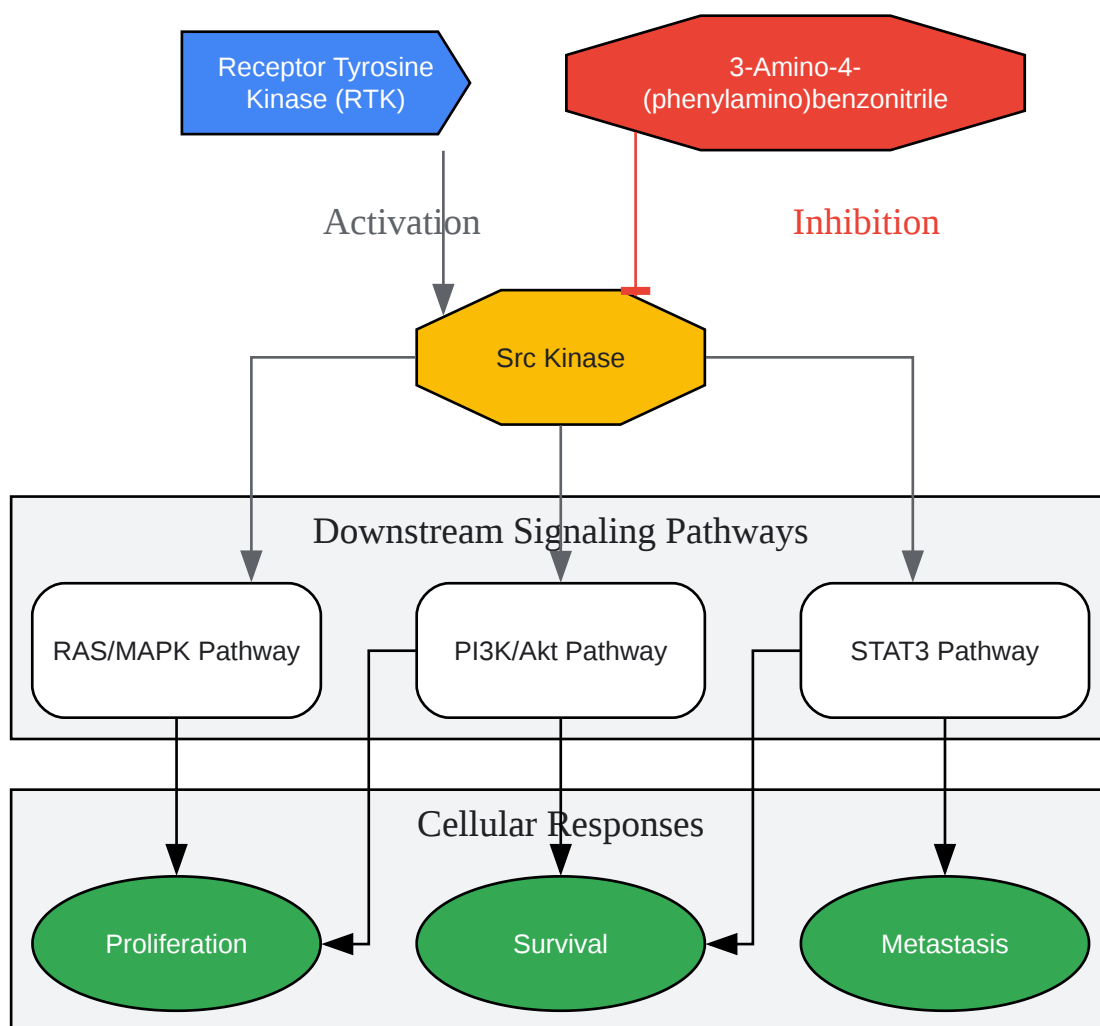 Receptor Tyrosine
Kinase (RTK)
3-Amino-4-
(phenylamino)benzonitrile
Activation
Inhibition
Src Kinase
Downstream Signaling Pathways
RAS/MAPK Pathway
PI3K/Akt Pathway
STAT3 Pathway
Cellular Responses
Proliferation
Survival
Metastasis